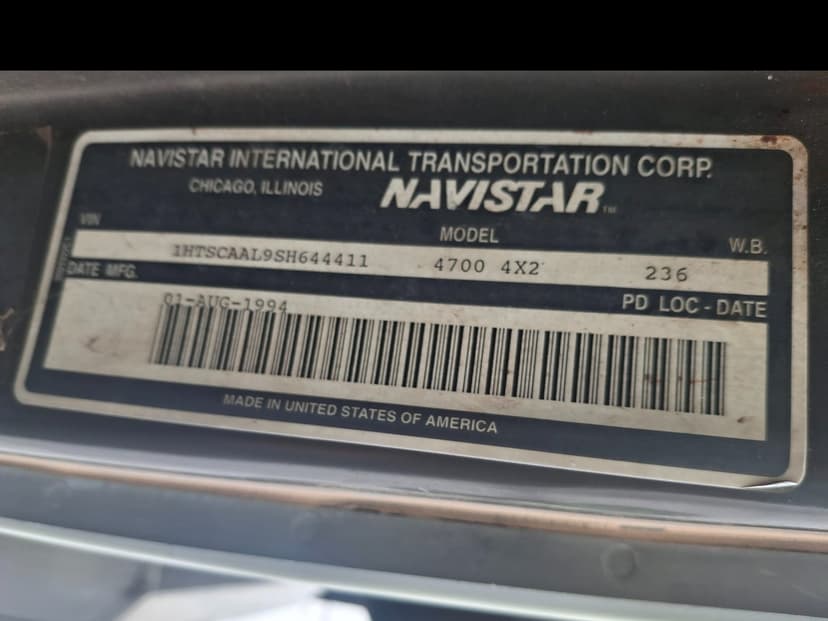 NAVISTAR INTERNATIONAL TRANSPORTATION CORP.
CHICAGO, ILLINOIS NAVISTAR™
VIN MODEL W.B.
1HTSCAAL9SH644411 4700 4X2 236
DATE MFG. PD LOC - DATE
01-AUG-1994
MADE IN UNITED STATES OF AMERICA